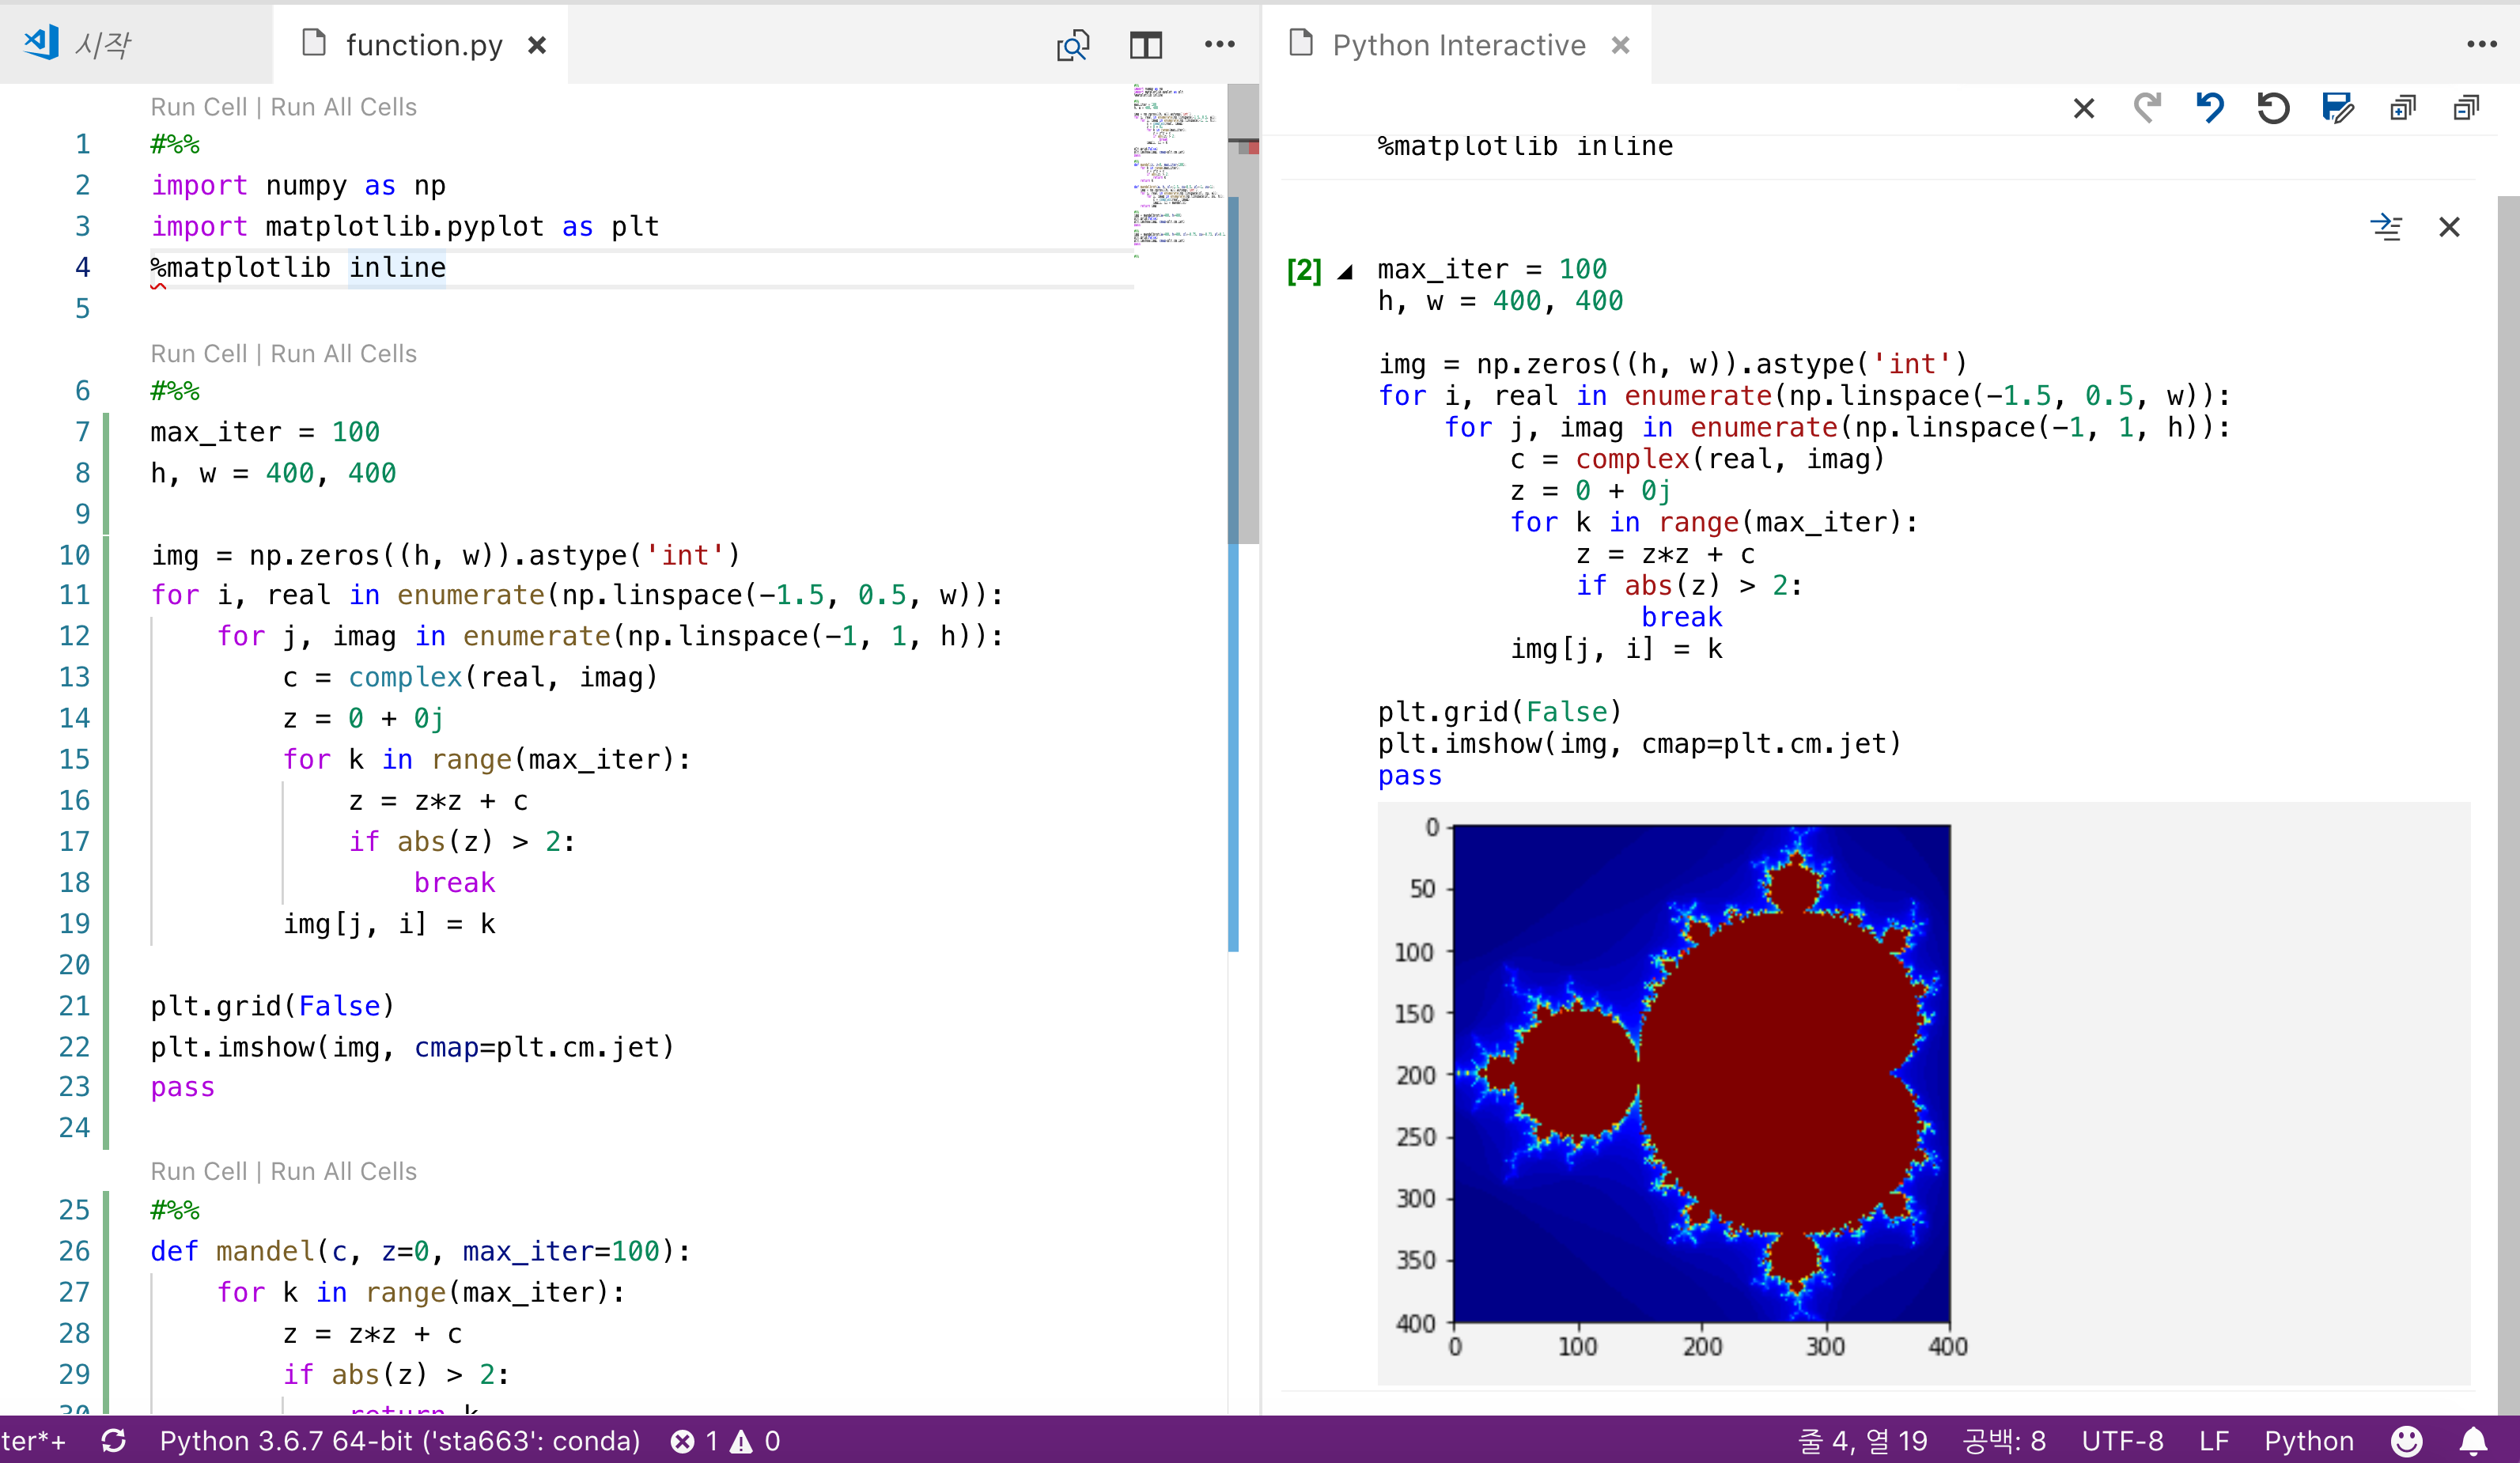 시작
function.py
Python Interactive
Run Cell | Run All Cells
1 #%%
2 import numpy as np
3 import matplotlib.pyplot as plt
4 %matplotlib inline
5
Run Cell | Run All Cells
6 #%%
7 max_iter = 100
8 h, w = 400, 400
9
10 img = np.zeros((h, w)).astype('int')
11 for i, real in enumerate(np.linspace(-1.5, 0.5, w)):
12 for j, imag in enumerate(np.linspace(-1, 1, h)):
13 c = complex(real, imag)
14 z = 0 + 0j
15 for k in range(max_iter):
16 z = z*z + c
17 if abs(z) > 2:
18 break
19 img[j, i] = k
20
21 plt.grid(False)
22 plt.imshow(img, cmap=plt.cm.jet)
23 pass
24
Run Cell | Run All Cells
25 #%%
26 def mandel(c, z=0, max_iter=100):
27 for k in range(max_iter):
28 z = z*z + c
29 if abs(z) > 2:
30 return k
%matplotlib inline
[2] max_iter = 100
h, w = 400, 400
img = np.zeros((h, w)).astype('int')
for i, real in enumerate(np.linspace(-1.5, 0.5, w)):
for j, imag in enumerate(np.linspace(-1, 1, h)):
c = complex(real, imag)
z = 0 + 0j
for k in range(max_iter):
z = z*z + c
if abs(z) > 2:
break
img[j, i] = k
plt.grid(False)
plt.imshow(img, cmap=plt.cm.jet)
pass
0
50
100
150
200
250
300
350
400
0 100 200 300 400
ter*+ Python 3.6.7 64-bit ('sta663': conda) 1 0 줄 4, 열 19 공백: 8 UTF-8 LF Python